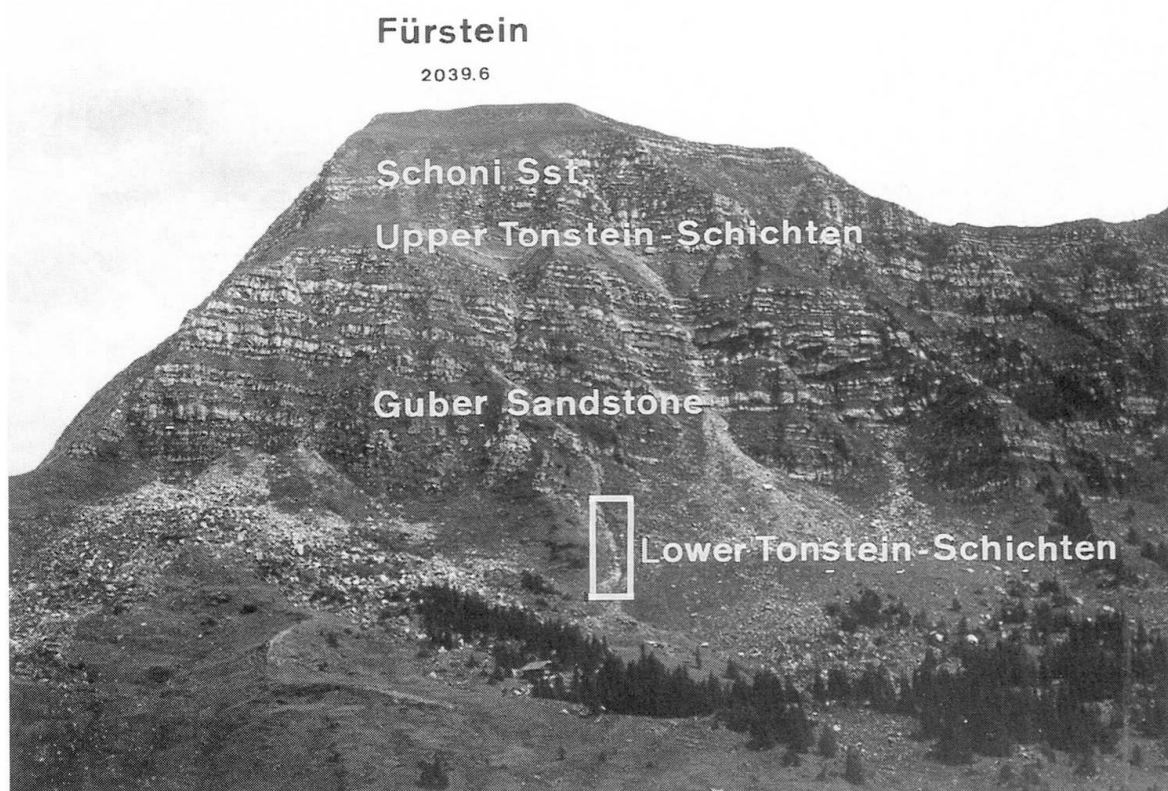 Fürstein
2039.6
Schoni Sst.
Upper Tonstein-Schichten
Guber Sandstone
Lower Tonstein-Schichten